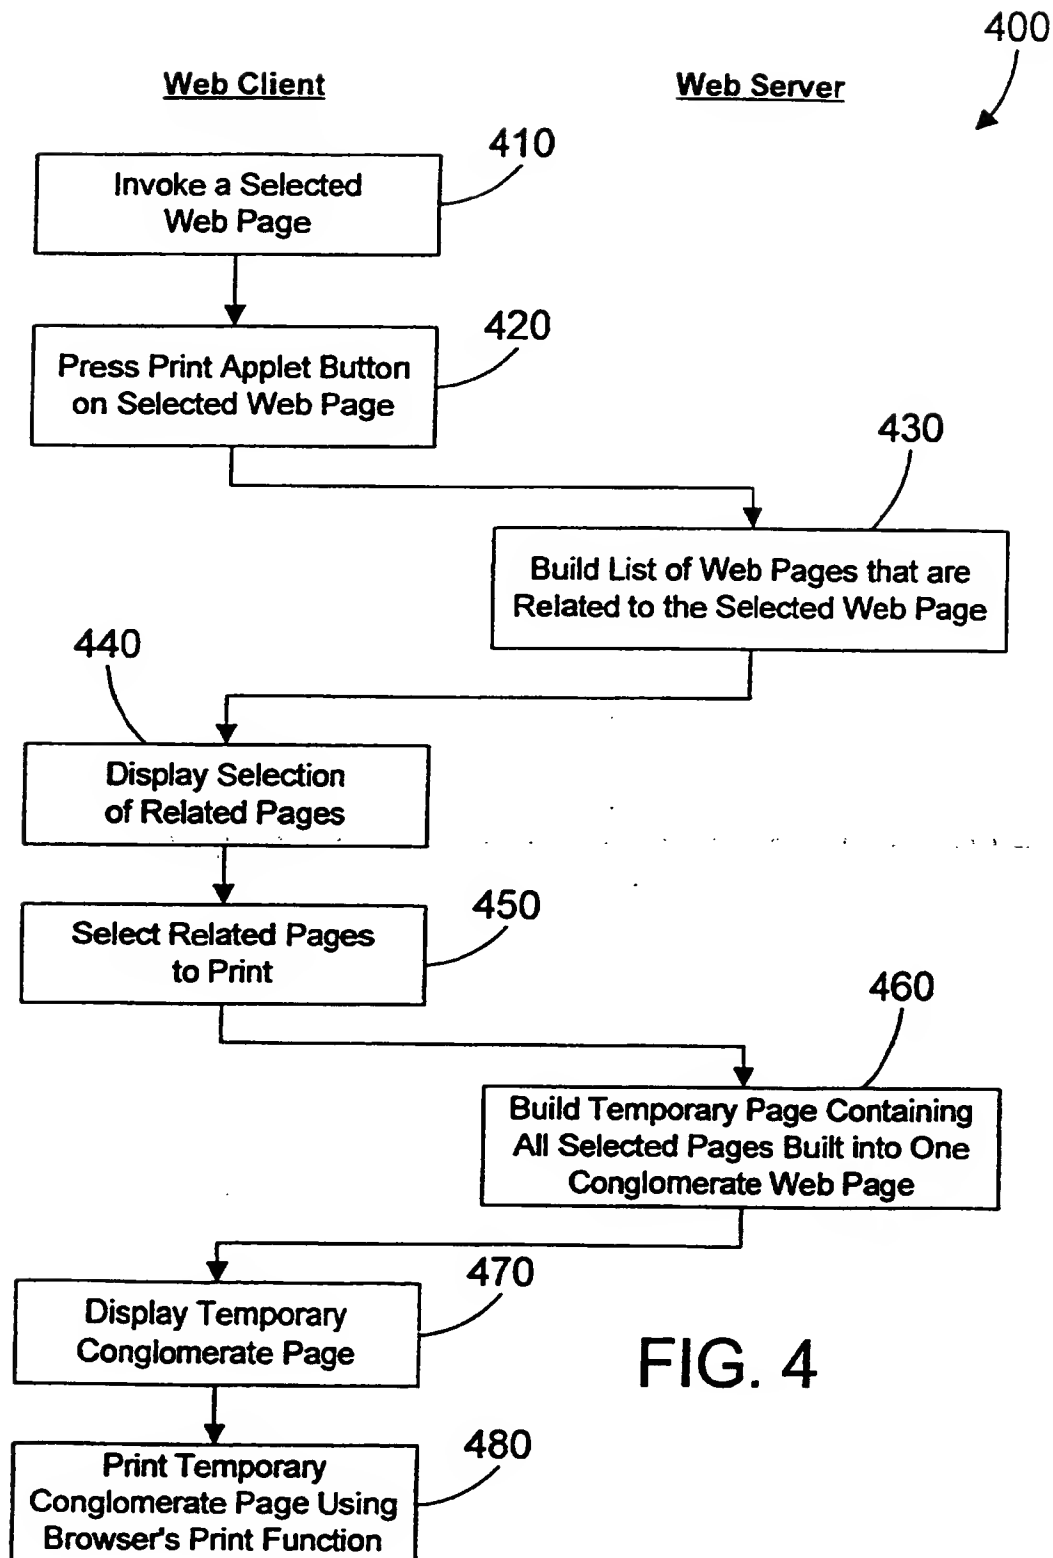 400
Web Client
Web Server
410
Invoke a Selected
Web Page
420
Press Print Applet Button
on Selected Web Page
430
Build List of Web Pages that are
Related to the Selected Web Page
440
Display Selection
of Related Pages
450
Select Related Pages
to Print
460
Build Temporary Page Containing
All Selected Pages Built into One
Conglomerate Web Page
470
Display Temporary
Conglomerate Page
FIG. 4
480
Print Temporary
Conglomerate Page Using
Browser's Print Function